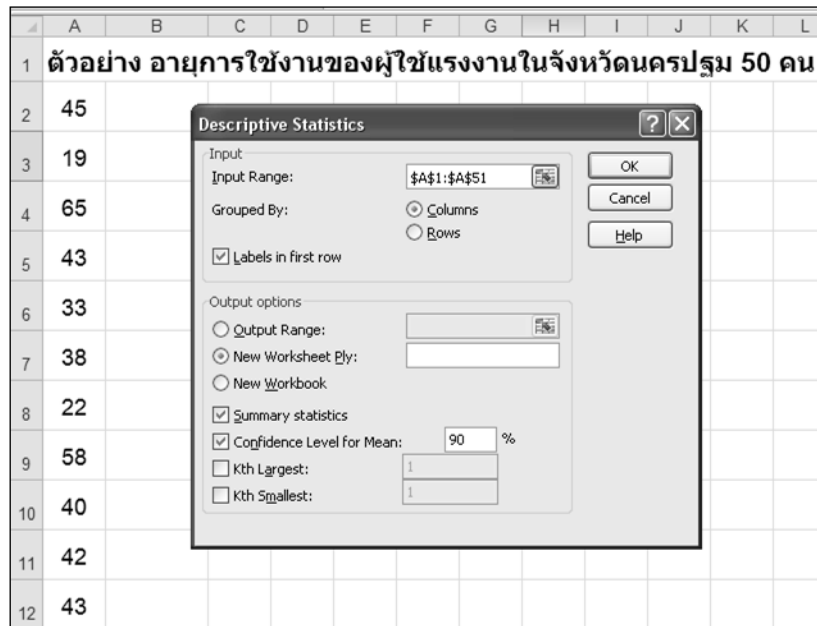 A B C D E F G H I J K L
1 ตัวอย่าง อายุการใช้งานของผู้ใช้แรงงานในจังหวัดนครปฐม 50 คน
2 45
Descriptive Statistics
3 19
Input
Input Range: $A$1:$A$51
OK
4 65
Grouped By: Columns
Cancel
Rows
Help
5 43
Labels in first row
6 33
Output options
Output Range:
7 38
New Worksheet Ply:
New Workbook
8 22
Summary statistics
9 58
Confidence Level for Mean: 90 %
Kth Largest: 1
10 40
Kth Smallest: 1
11 42
12 43